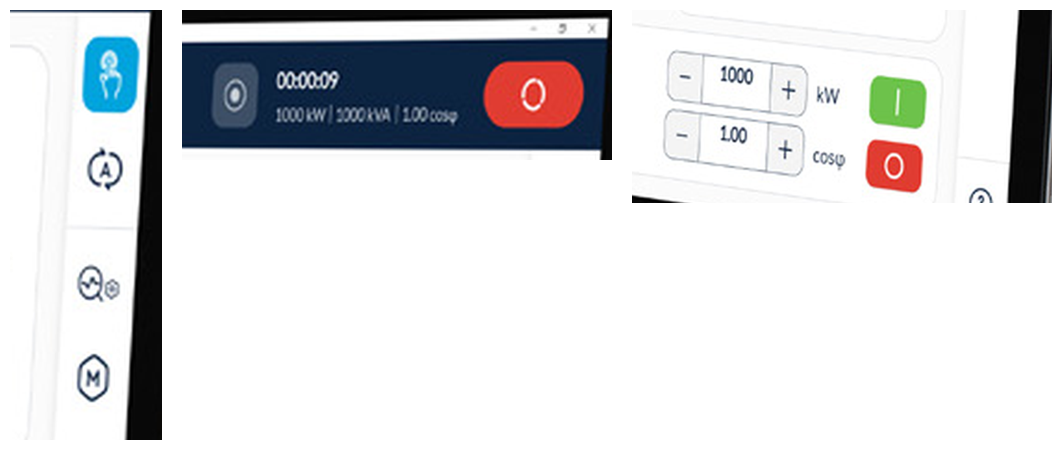 A
M
00:00:09
1000 kW | 1000 kVA | 1.00 cosφ
− 1000 + kW
− 1.00 + cosφ
?